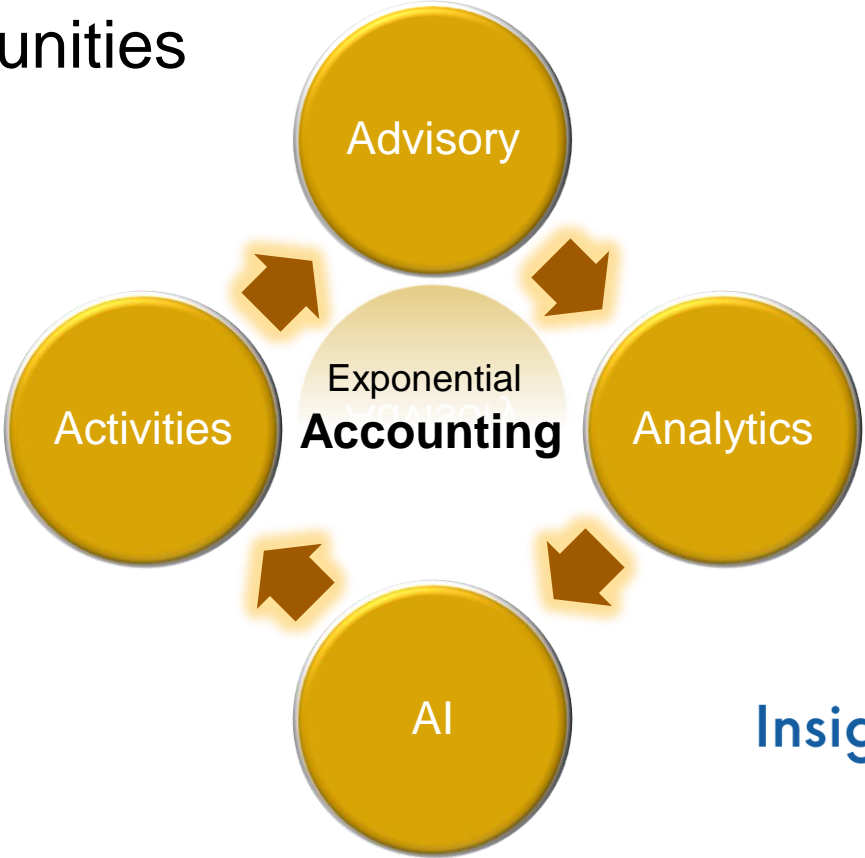 unities
Advisory
Activities
Exponential
Accounting
Analytics
AI
Insig